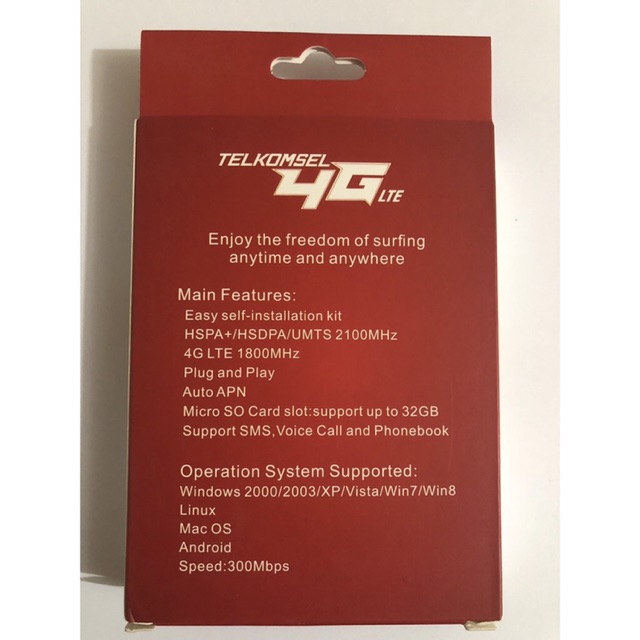 TELKOMSEL
4G LTE
Enjoy the freedom of surfing
anytime and anywhere
Main Features:
Easy self-installation kit
HSPA+/HSDPA/UMTS 2100MHz
4G LTE 1800MHz
Plug and Play
Auto APN
Micro SO Card slot:support up to 32GB
Support SMS,Voice Call and Phonebook
Operation System Supported:
Windows 2000/2003/XP/Vista/Win7/Win8
Linux
Mac OS
Android
Speed:300Mbps